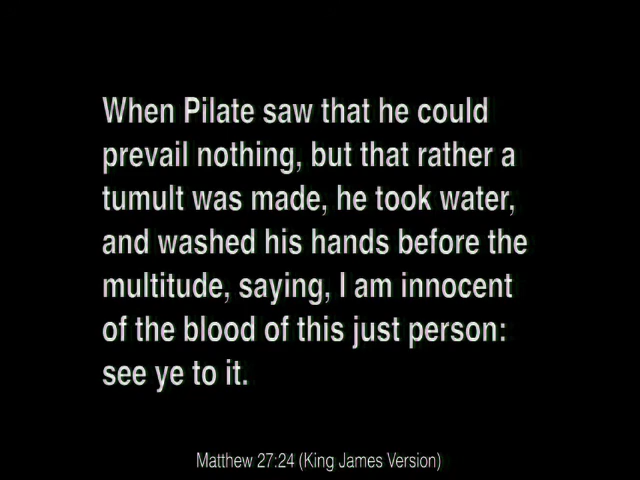 When Pilate saw that he could
prevail nothing, but that rather a
tumult was made, he took water,
and washed his hands before the
multitude, saying, I am innocent
of the blood of this just person:
see ye to it.
Matthew 27:24 (King James Version)